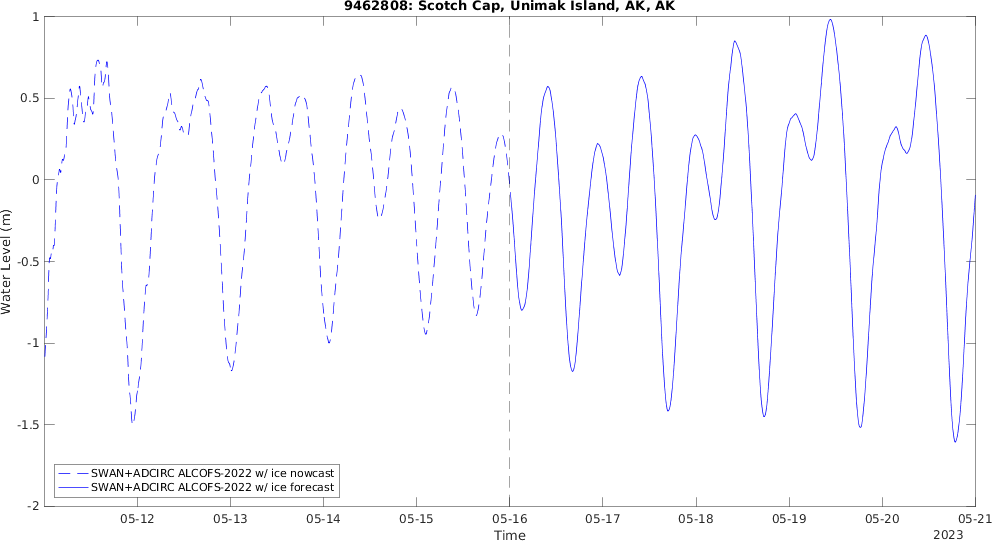 9462808: Scotch Cap, Unimak Island, AK, AK
1
0.5
0
-0.5
-1
-1.5
-2
Water Level (m)
SWAN+ADCIRC ALCOFS-2022 w/ ice nowcast
SWAN+ADCIRC ALCOFS-2022 w/ ice forecast
05-12 05-13 05-14 05-15 05-16 05-17 05-18 05-19 05-20 05-21
Time
2023